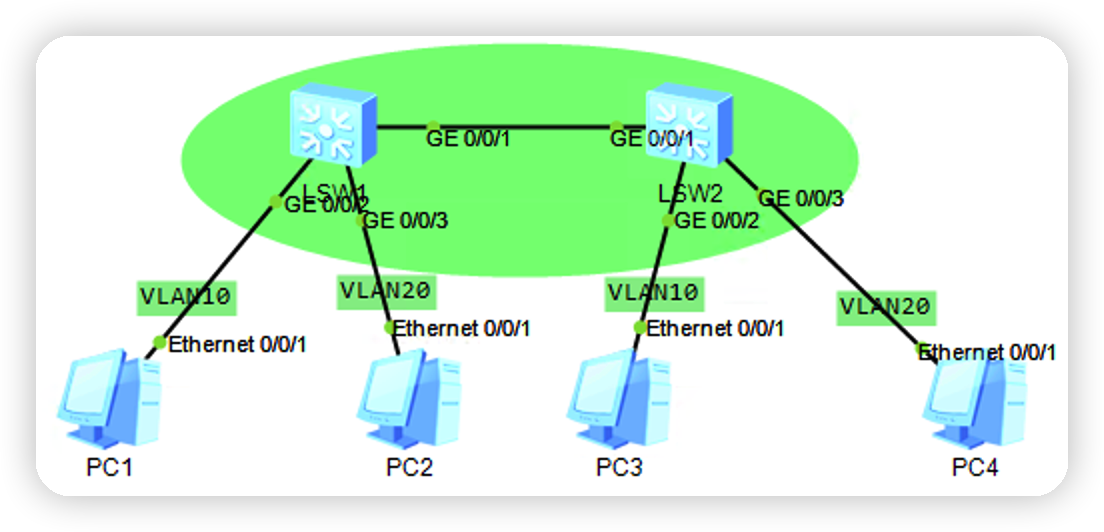 GE 0/0/1
GE 0/0/1
LSW1
LSW2
GE 0/0/2
GE 0/0/3
GE 0/0/2
GE 0/0/3
VLAN10
VLAN20
VLAN10
VLAN20
Ethernet 0/0/1
Ethernet 0/0/1
Ethernet 0/0/1
Ethernet 0/0/1
PC1
PC2
PC3
PC4